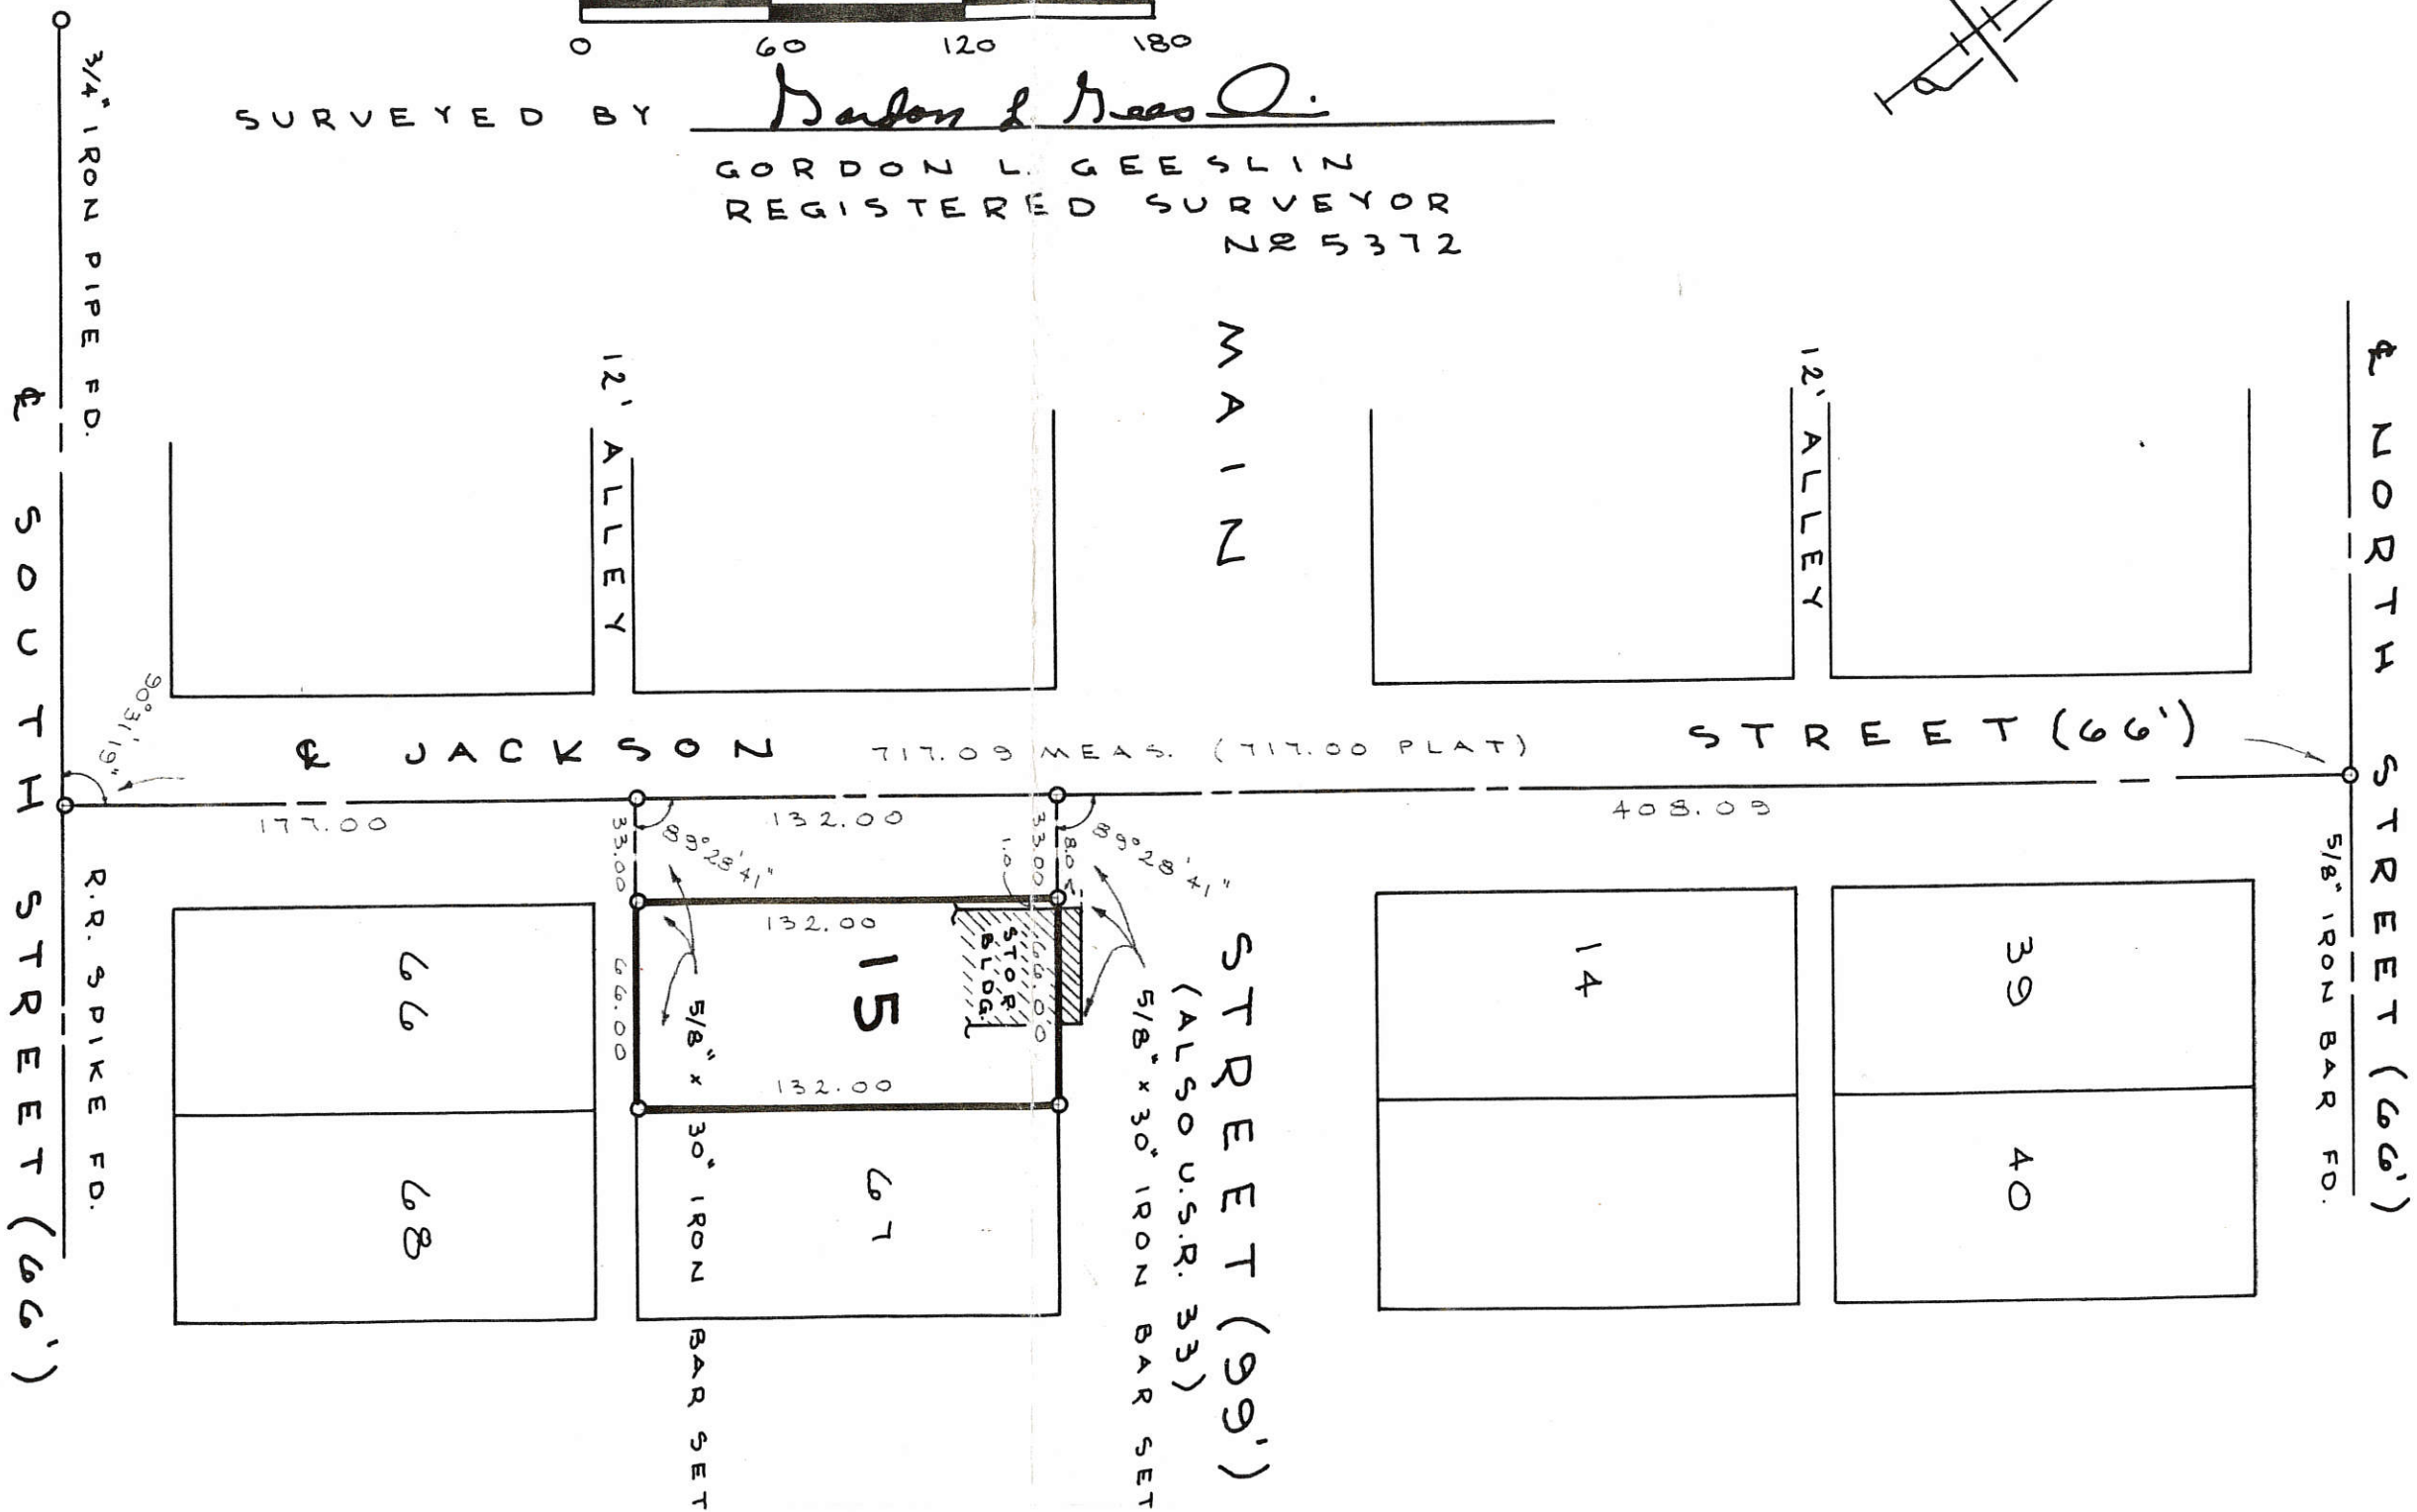 0 60 120 180
SURVEYED BY Gordon L Geeslin
GORDON L. GEESLIN
REGISTERED SURVEYOR
Nº 5372
3/4" IRON PIPE FD.
℄ SOUTH STREET (66')
12' ALLEY
MAIN STREET (99')
(ALSO U.S.R. 33)
12' ALLEY
℄ NORTH STREET (66')
90°31'19"
℄ JACKSON STREET (66')
717.09 MEAS. (717.00 PLAT)
177.00
132.00
408.09
33.00
89°28'41"
33.00
8.0
1.0
89°28'41"
R.R. SPIKE FD.
5/8" IRON BAR FD.
132.00
66.00
15
STOR.
BLDG.
66.00
132.00
5/8" x 30" IRON BAR SET
5/8" x 30" IRON BAR SET
66
68
67
14
39
40